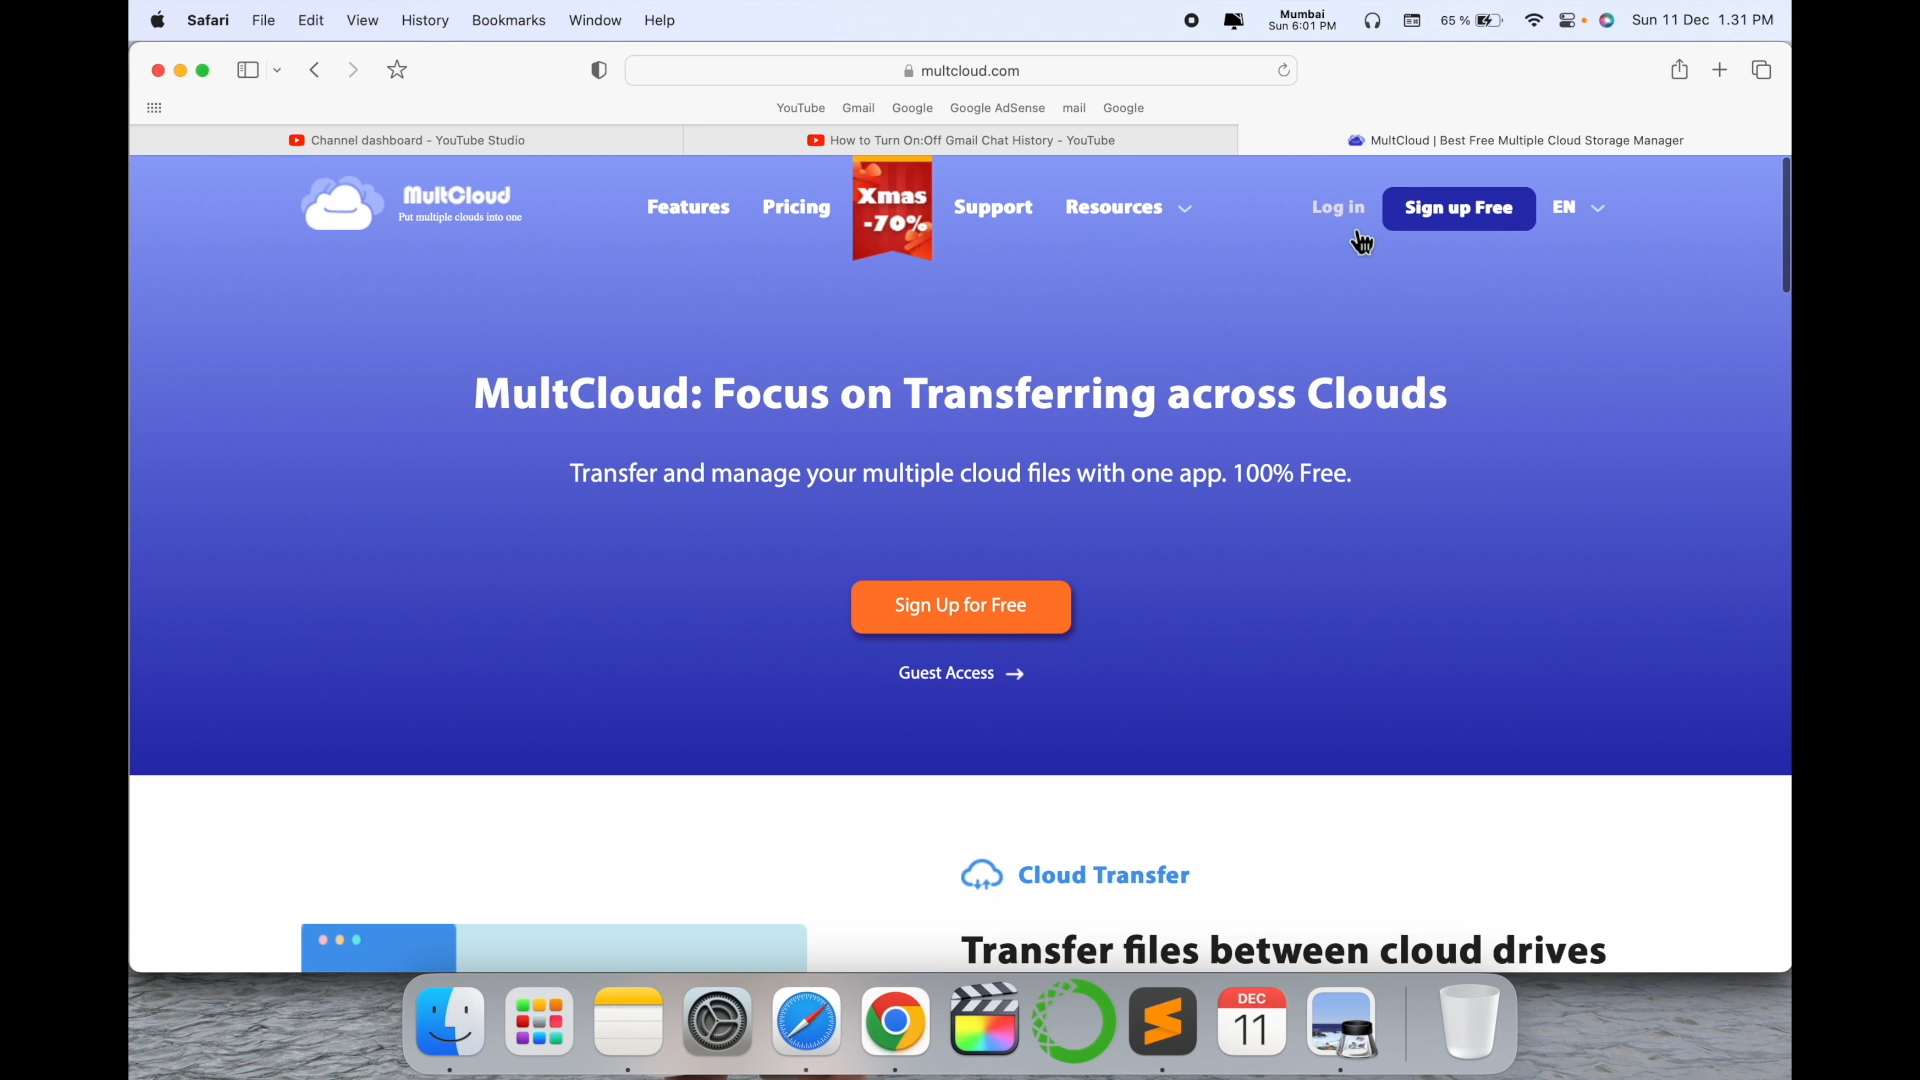 Safari File Edit View History Bookmarks Window Help
Mumbai
Sun 6:01 PM
65 %
Sun 11 Dec 1.31 PM
multcloud.com
YouTube Gmail Google Google AdSense mail Google
Channel dashboard - YouTube Studio
How to Turn On:Off Gmail Chat History - YouTube
MultCloud | Best Free Multiple Cloud Storage Manager
MultCloud
Put multiple clouds into one
Features Pricing
Xmas
-70%
Support Resources
Log in
Sign up Free
EN
MultCloud: Focus on Transferring across Clouds
Transfer and manage your multiple cloud files with one app. 100% Free.
Sign Up for Free
Guest Access
Cloud Transfer
Transfer files between cloud drives
DEC
11